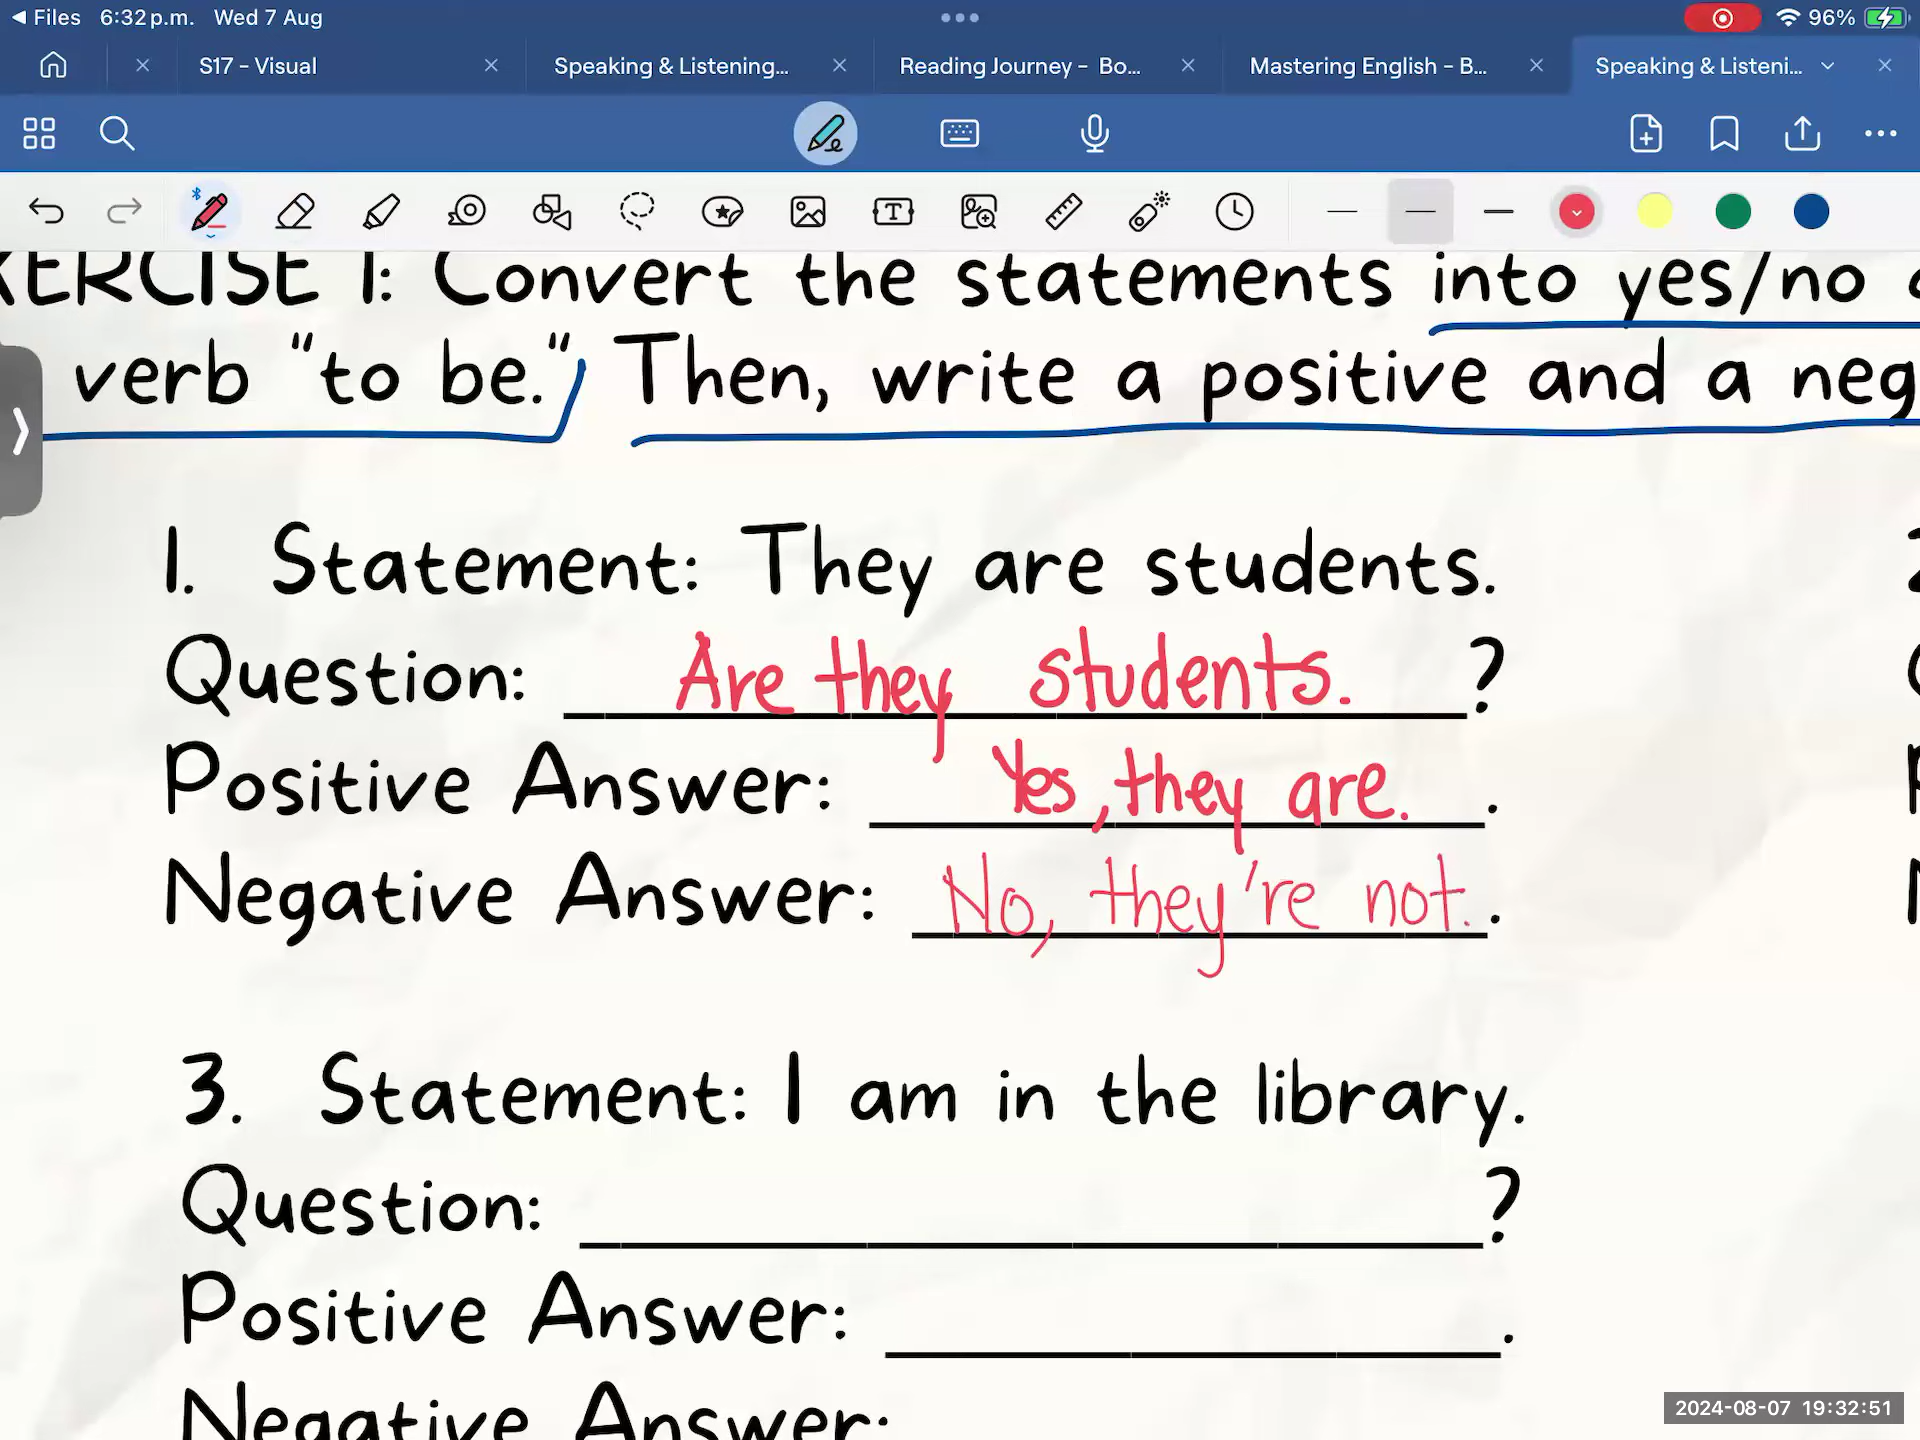 Files 6:32 p.m. Wed 7 Aug 96%
S17 - Visual Speaking & Listening... Reading Journey - Bo... Mastering English - B... Speaking & Listeni...
XERCISE 1: Convert the statements into yes/no
verb "to be." Then, write a positive and a neg
1. Statement: They are students.
Question: Are they students. ?
Positive Answer: Yes, they are. .
Negative Answer: No, they're not. .
3. Statement: I am in the library.
Question: ?
Positive Answer: .
Negative Answer:
2024-08-07 19:32:51